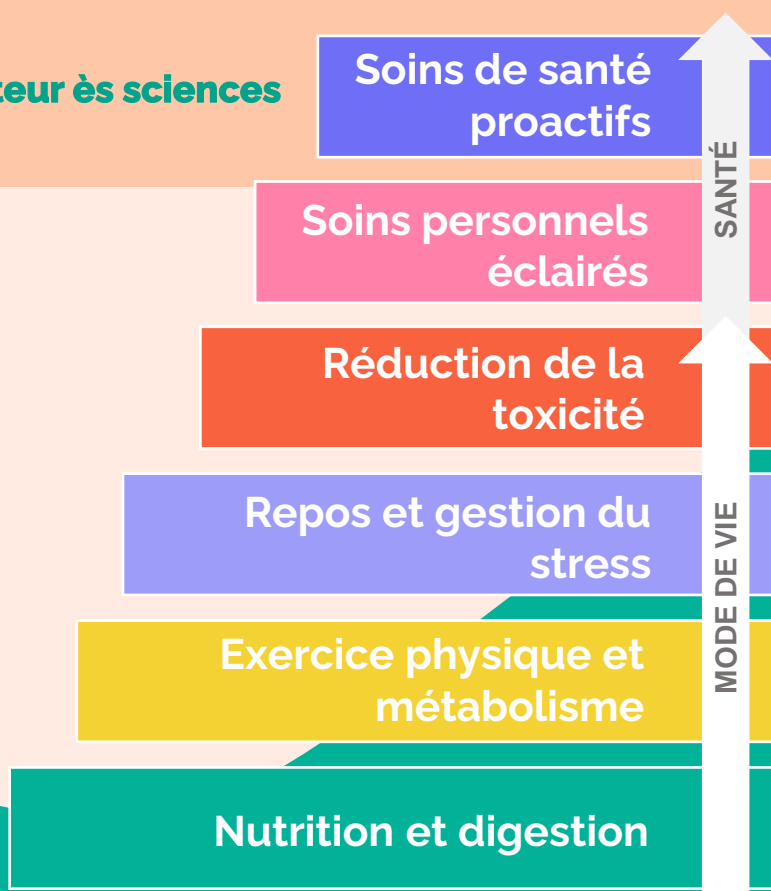 ès sciences
Soins de santé
proactifs
SANTÉ
Soins personnels
éclairés
Réduction de la
toxicité
Repos et gestion du
stress
MODE DE VIE
Exercice physique et
métabolisme
Nutrition et digestion